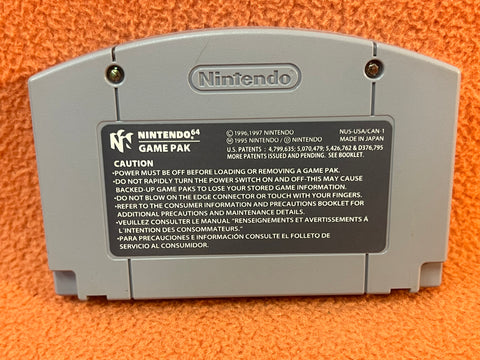 Nintendo
NINTENDO 64
GAME PAK
© 1996,1997 NINTENDO
NUS-USA/CAN-1
Ⓜ 1995 NINTENDO / Ⓓ NINTENDO
MADE IN JAPAN
U.S. PATENTS : 4,799,635; 5,070,479; 5,426,762 & D376,795
MORE PATENTS ISSUED AND PENDING. SEE BOOKLET.
CAUTION
•POWER MUST BE OFF BEFORE LOADING OR REMOVING A GAME PAK.
•DO NOT RAPIDLY TURN THE POWER SWITCH ON AND OFF-THIS MAY CAUSE
BACKED-UP GAME PAKS TO LOSE YOUR STORED GAME INFORMATION.
•DO NOT BLOW ON THE EDGE CONNECTOR OR TOUCH WITH YOUR FINGERS.
•REFER TO THE CONSUMER INFORMATION AND PRECAUTIONS BOOKLET FOR
ADDITIONAL PRECAUTIONS AND MAINTENANCE DETAILS.
•VEUILLEZ CONSULTER LE MANUAL "RENSEIGNEMENTS ET AVERTISSEMENTS Á
L'INTENTION DES CONSOMMATEURS."
•PARA PRECAUCIONES E INFORMACIÓN CONSULTE EL FOLLETO DE
SERVICIO AL CONSUMIDOR.